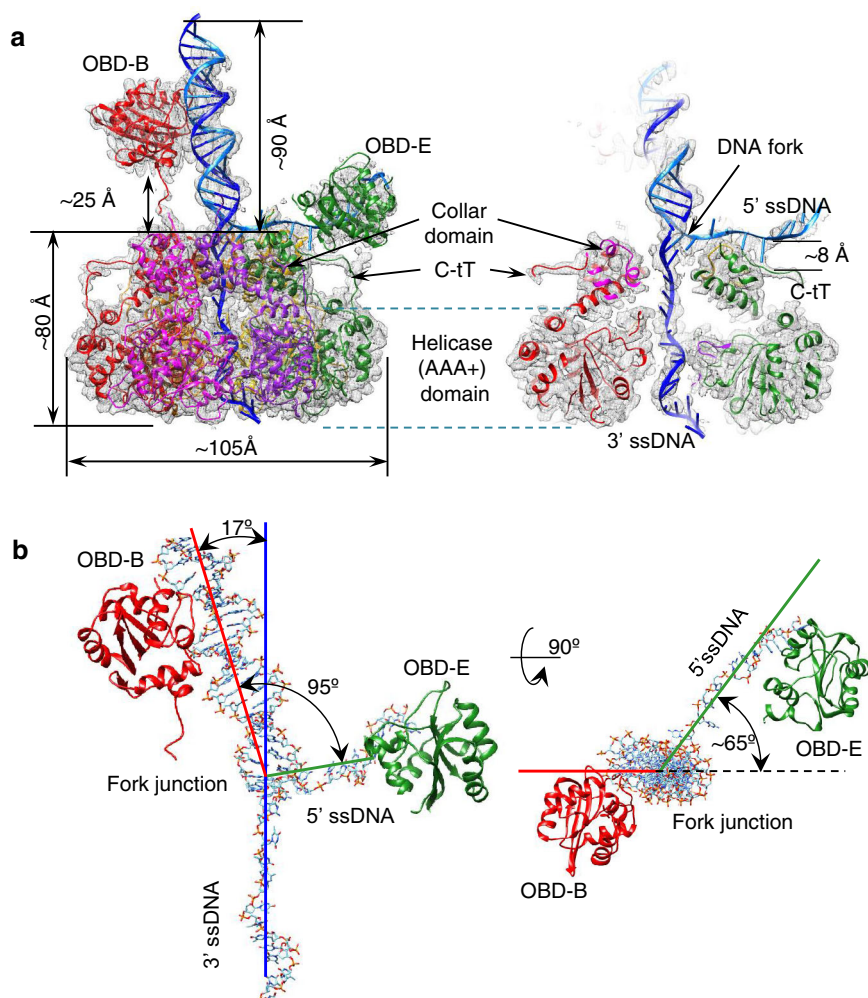 a
OBD-B
~90 Å
OBD-E
~25 Å
Collar
domain
C-tT
~80 Å
Helicase
(AAA+)
domain
~105Å
DNA fork
5' ssDNA
~8 Å
C-tT
3' ssDNA
b
17º
OBD-B
95º
OBD-E
Fork junction
5' ssDNA
3' ssDNA
90º
5'ssDNA
~65º
OBD-E
Fork junction
OBD-B